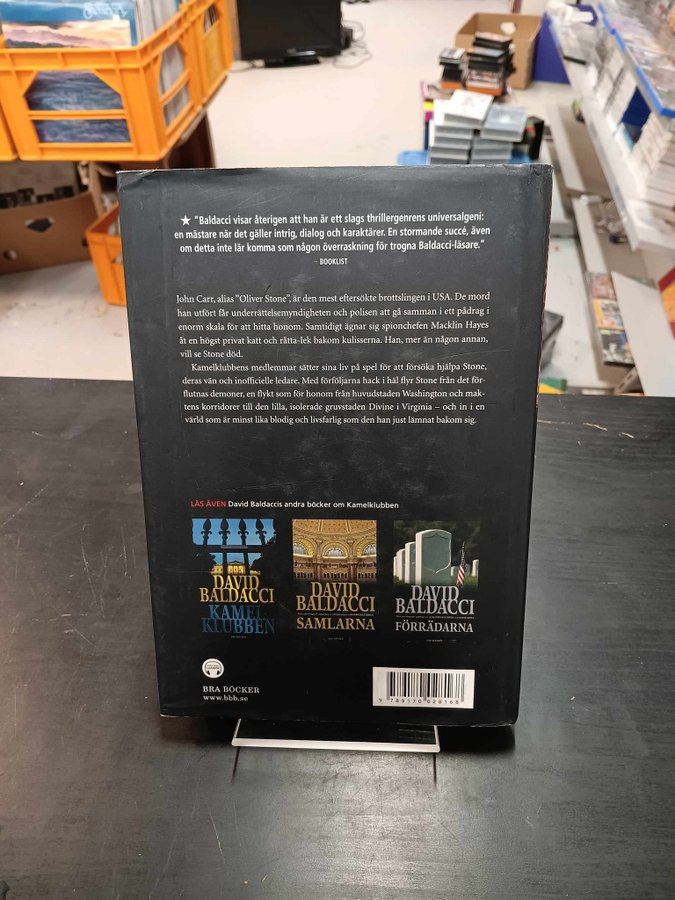 ★ "Baldacci visar återigen att han är ett slags thrillergenrens universalgeni:
en mästare när det gäller intrig, dialog och karaktärer. En stormande succé, även
om detta inte lär komma som någon överraskning för trogna Baldacci-läsare."
– BOOKLIST
John Carr, alias "Oliver Stone", är den mest eftersökte brottslingen i USA. De mord
han utfört får underrättelsemyndigheten och polisen att gå samman i ett pådrag i
enorm skala för att hitta honom. Samtidigt ägnar sig spionchefen Macklin Hayes
åt en högst privat katt och råtta-lek bakom kulisserna. Han, mer än någon annan,
vill se Stone död.
Kamelklubbens medlemmar sätter sina liv på spel för att försöka hjälpa Stone,
deras vän och inofficielle ledare. Med förföljarna hack i häl flyr Stone från det för-
flutnas demoner, en flykt som för honom från huvudstaden Washington och mak-
tens korridorer till den lilla, isolerade gruvstaden Divine i Virginia – och in i en
värld som är minst lika blodig och livsfarlig som den han just lämnat bakom sig.
LÄS ÄVEN David Baldaccis andra böcker om Kamelklubben
DAVID
BALDACCI
KAMEL
KLUBBEN
DAVID
BALDACCI
SAMLARNA
DAVID
BALDACCI
FÖRRÄDARNA
BRA BÖCKER
www.bbb.se
9 789170 028168